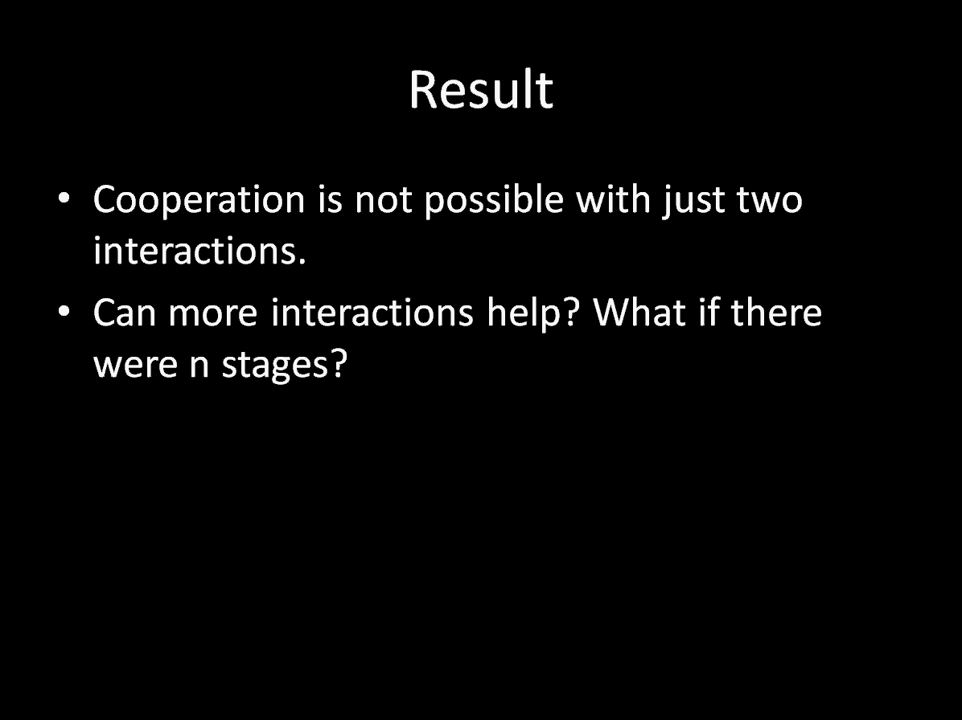 Result
• Cooperation is not possible with just two
interactions.
• Can more interactions help? What if there
were n stages?